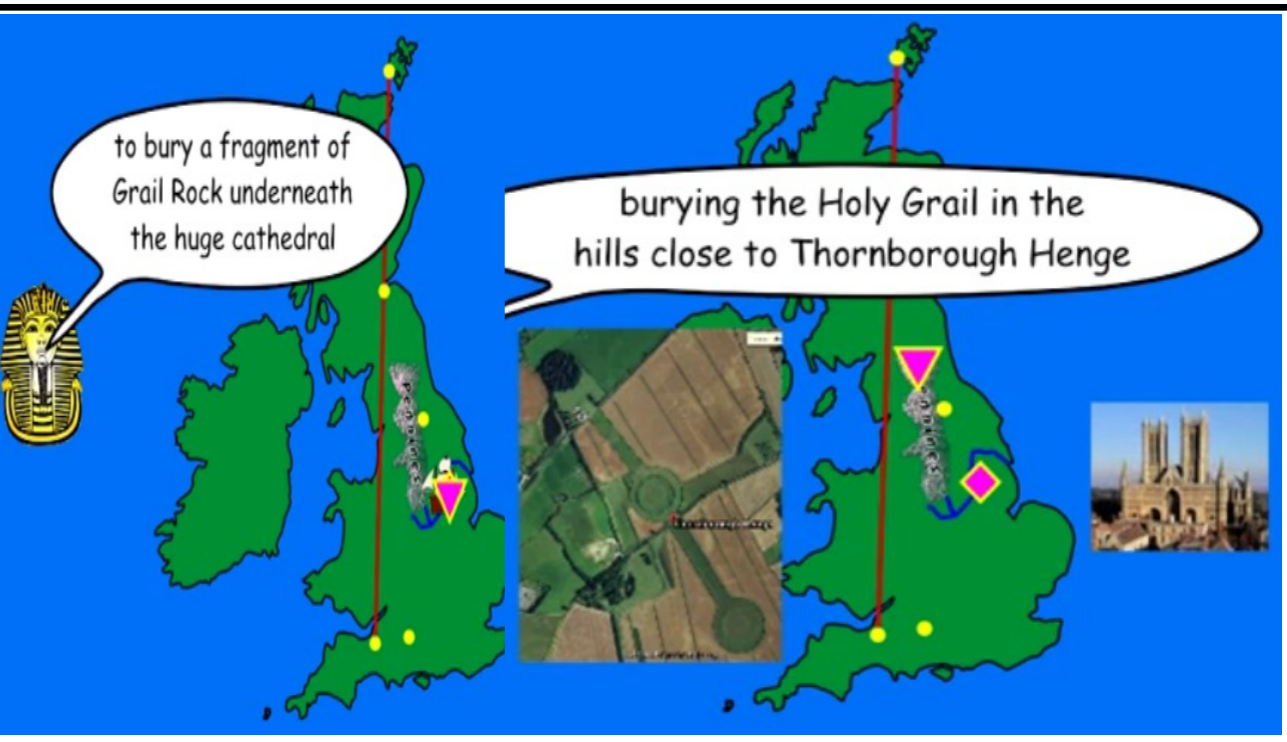 to bury a fragment of
Grail Rock underneath
the huge cathedral
burying the Holy Grail in the
hills close to Thornborough Henge
Pennines